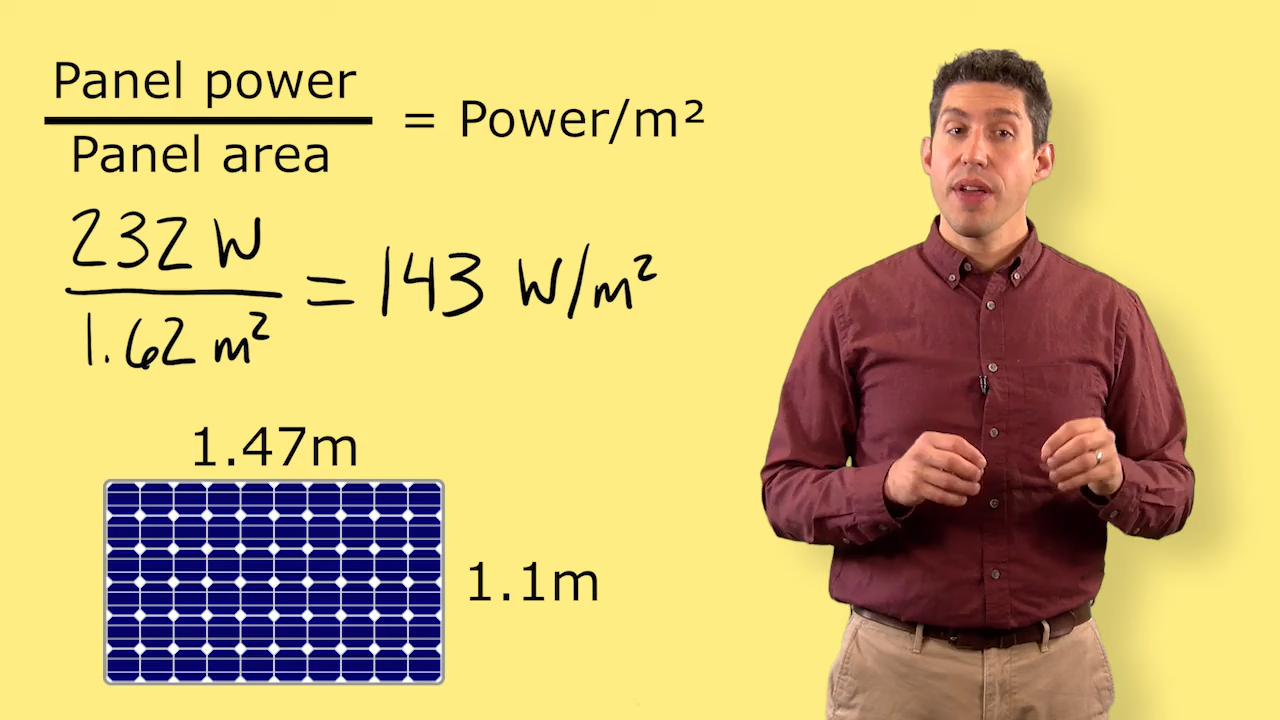 Panel power
Panel area
= Power/m²
232 W
1.62 m²
= 143 W/m²
1.47m
1.1m